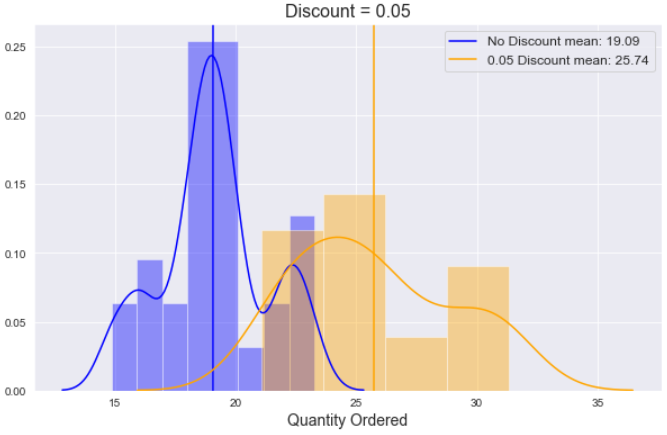 Discount = 0.05
No Discount mean: 19.09
0.05 Discount mean: 25.74
0.25
0.20
0.15
0.10
0.05
0.00
15 20 25 30 35
Quantity Ordered